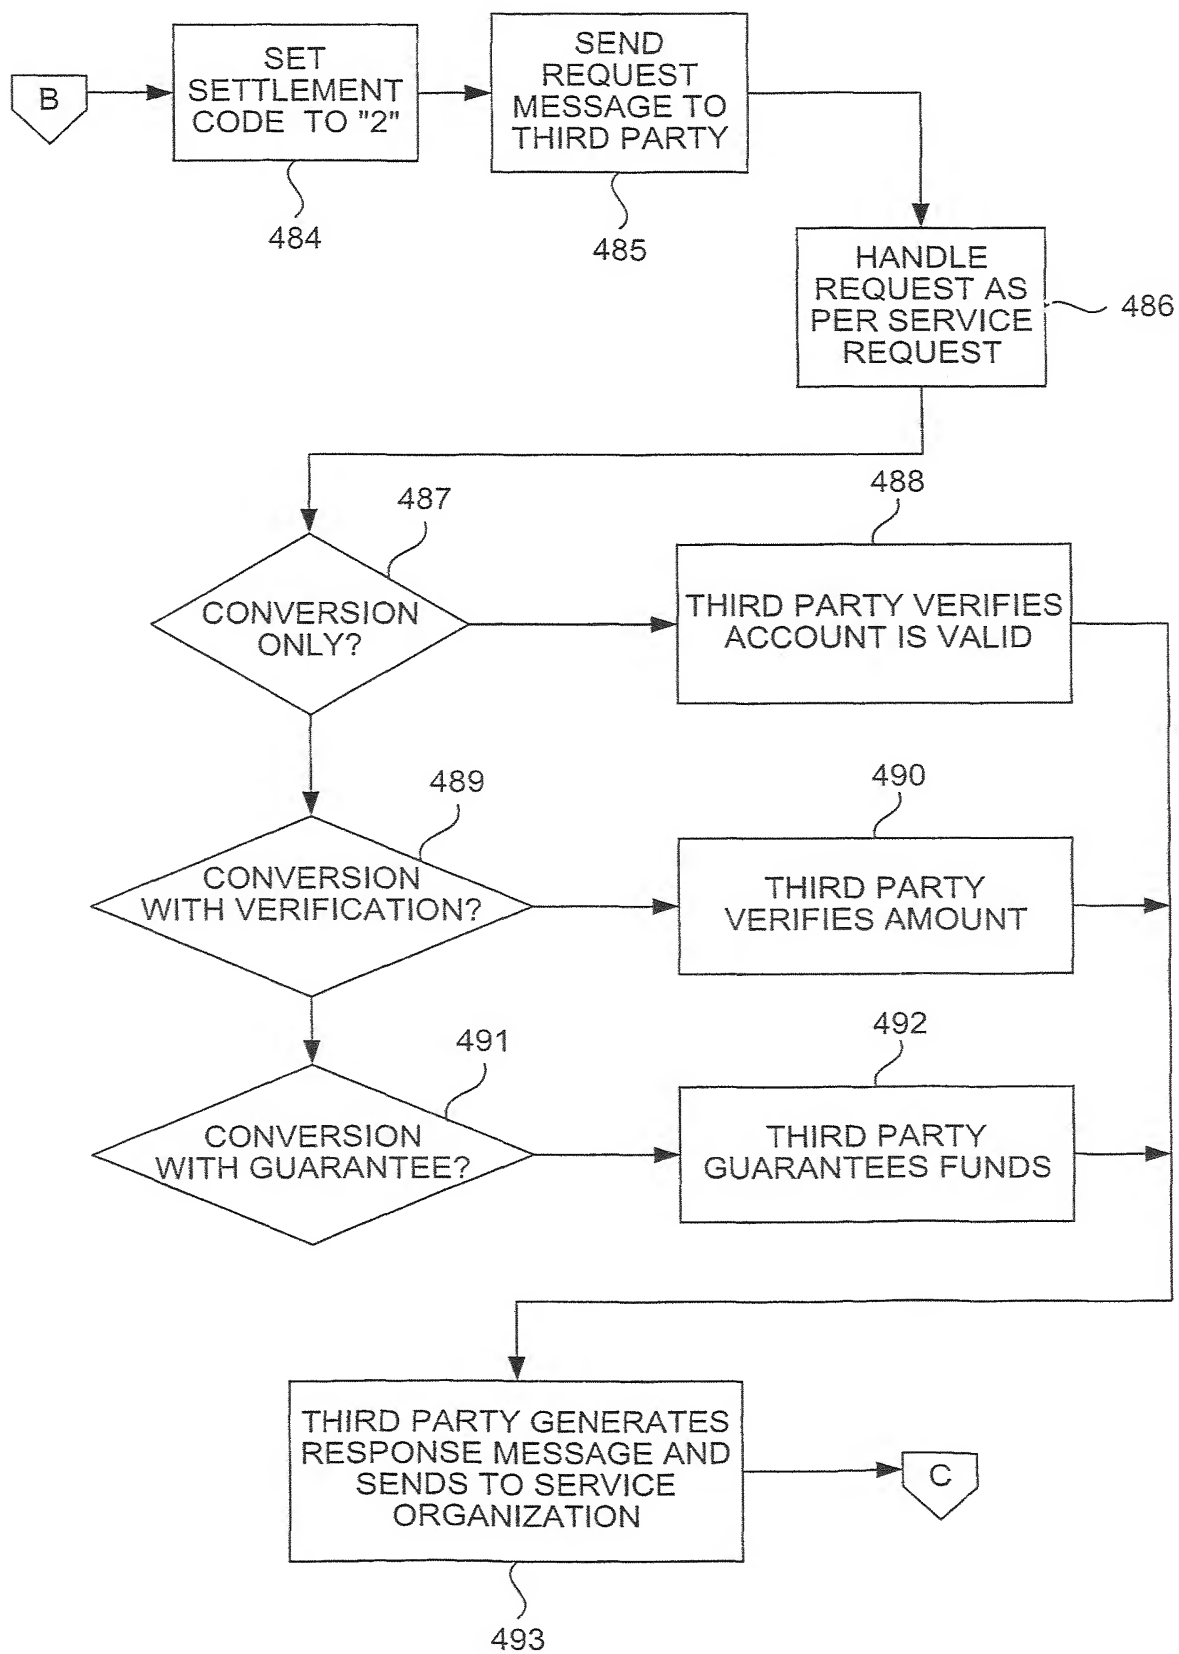 B
SET
SETTLEMENT
CODE TO "2"
484
SEND
REQUEST
MESSAGE TO
THIRD PARTY
485
HANDLE
REQUEST AS
PER SERVICE
REQUEST
486
487
CONVERSION
ONLY?
488
THIRD PARTY VERIFIES
ACCOUNT IS VALID
489
CONVERSION
WITH VERIFICATION?
490
THIRD PARTY
VERIFIES AMOUNT
491
CONVERSION
WITH GUARANTEE?
492
THIRD PARTY
GUARANTEES FUNDS
THIRD PARTY GENERATES
RESPONSE MESSAGE AND
SENDS TO SERVICE
ORGANIZATION
493
C